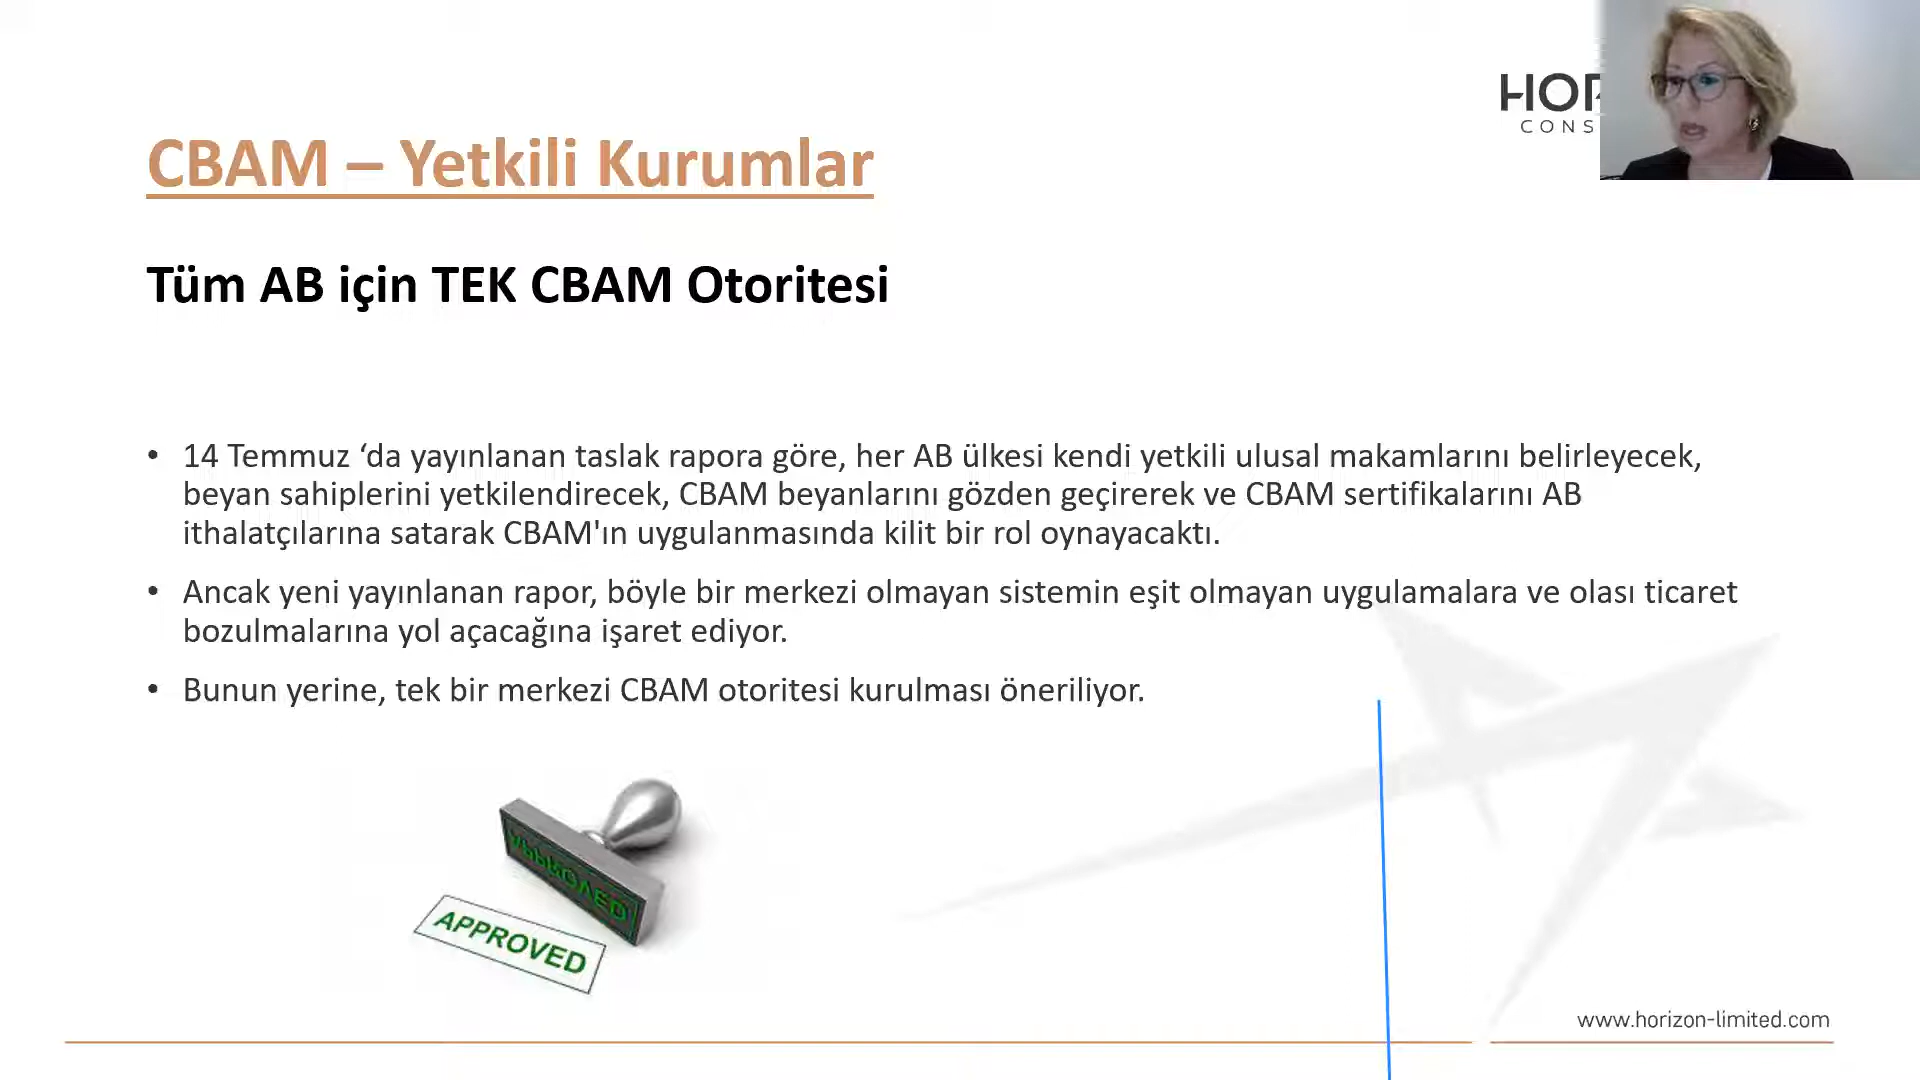 CONS
CBAM – Yetkili Kurumlar
Tüm AB için TEK CBAM Otoritesi
• 14 Temmuz ‘da yayınlanan taslak rapora göre, her AB ülkesi kendi yetkili ulusal makamlarını belirleyecek,
beyan sahiplerini yetkilendirecek, CBAM beyanlarını gözden geçirerek ve CBAM sertifikalarını AB
ithalatçılarına satarak CBAM'ın uygulanmasında kilit bir rol oynayacaktı.
• Ancak yeni yayınlanan rapor, böyle bir merkezi olmayan sistemin eşit olmayan uygulamalara ve olası ticaret
bozulmalarına yol açacağına işaret ediyor.
• Bunun yerine, tek bir merkezi CBAM otoritesi kurulması öneriliyor.
APPROVED
www.horizon-limited.com